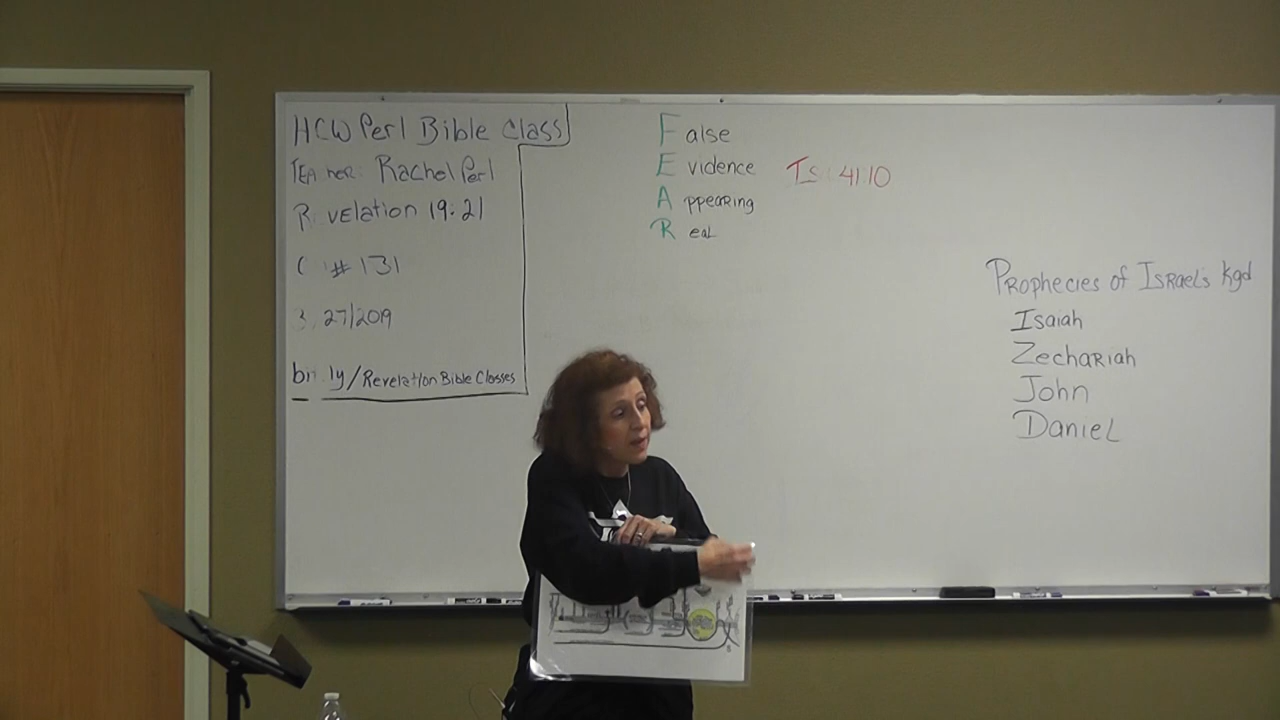 HCW Perl Bible Class
Teacher: Rachel Perl
Revelation 19:21
# 131
27/2019
bit.ly/Revelation Bible Classes
False
Evidence
Appearing
Real
Is 41:10
Prophecies of Israel's Kgd
Isaiah
Zechariah
John
Daniel